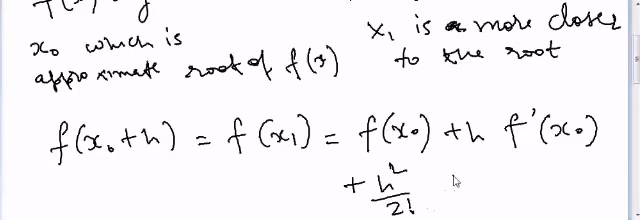 f(x) = y
x₀ which is
approximate root of f(x)
x₁ is a more closer
to the root
f(x₀+h) = f(x₁) = f(x₀) + h f'(x₀)
+ h²/2!